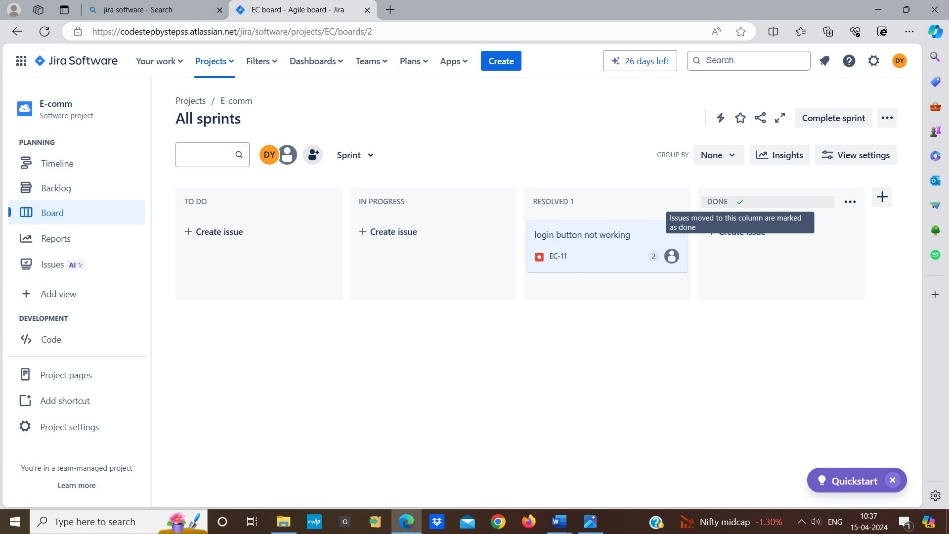 jira software - Search
EC board - Agile board - Jira
https://codestepbystepss.atlassian.net/jira/software/projects/EC/boards/2
Jira Software
Your work
Projects
Filters
Dashboards
Teams
Plans
Apps
Create
26 days left
Search
DY
E-comm
Software project
PLANNING
Timeline
Backlog
Board
Reports
Issues AI
Add view
DEVELOPMENT
Code
Project pages
Add shortcut
Project settings
You're in a team-managed project
Learn more
Projects / E-comm
All sprints
Complete sprint
DY
Sprint
GROUP BY
None
Insights
View settings
TO DO
IN PROGRESS
RESOLVED 1
DONE
Issues moved to this column are marked
as done
+ Create issue
+ Create issue
login button not working
Create issue
EC-11
2
Quickstart
Type here to search
Nifty midcap -1.30%
ENG
10:37
15-04-2024
1